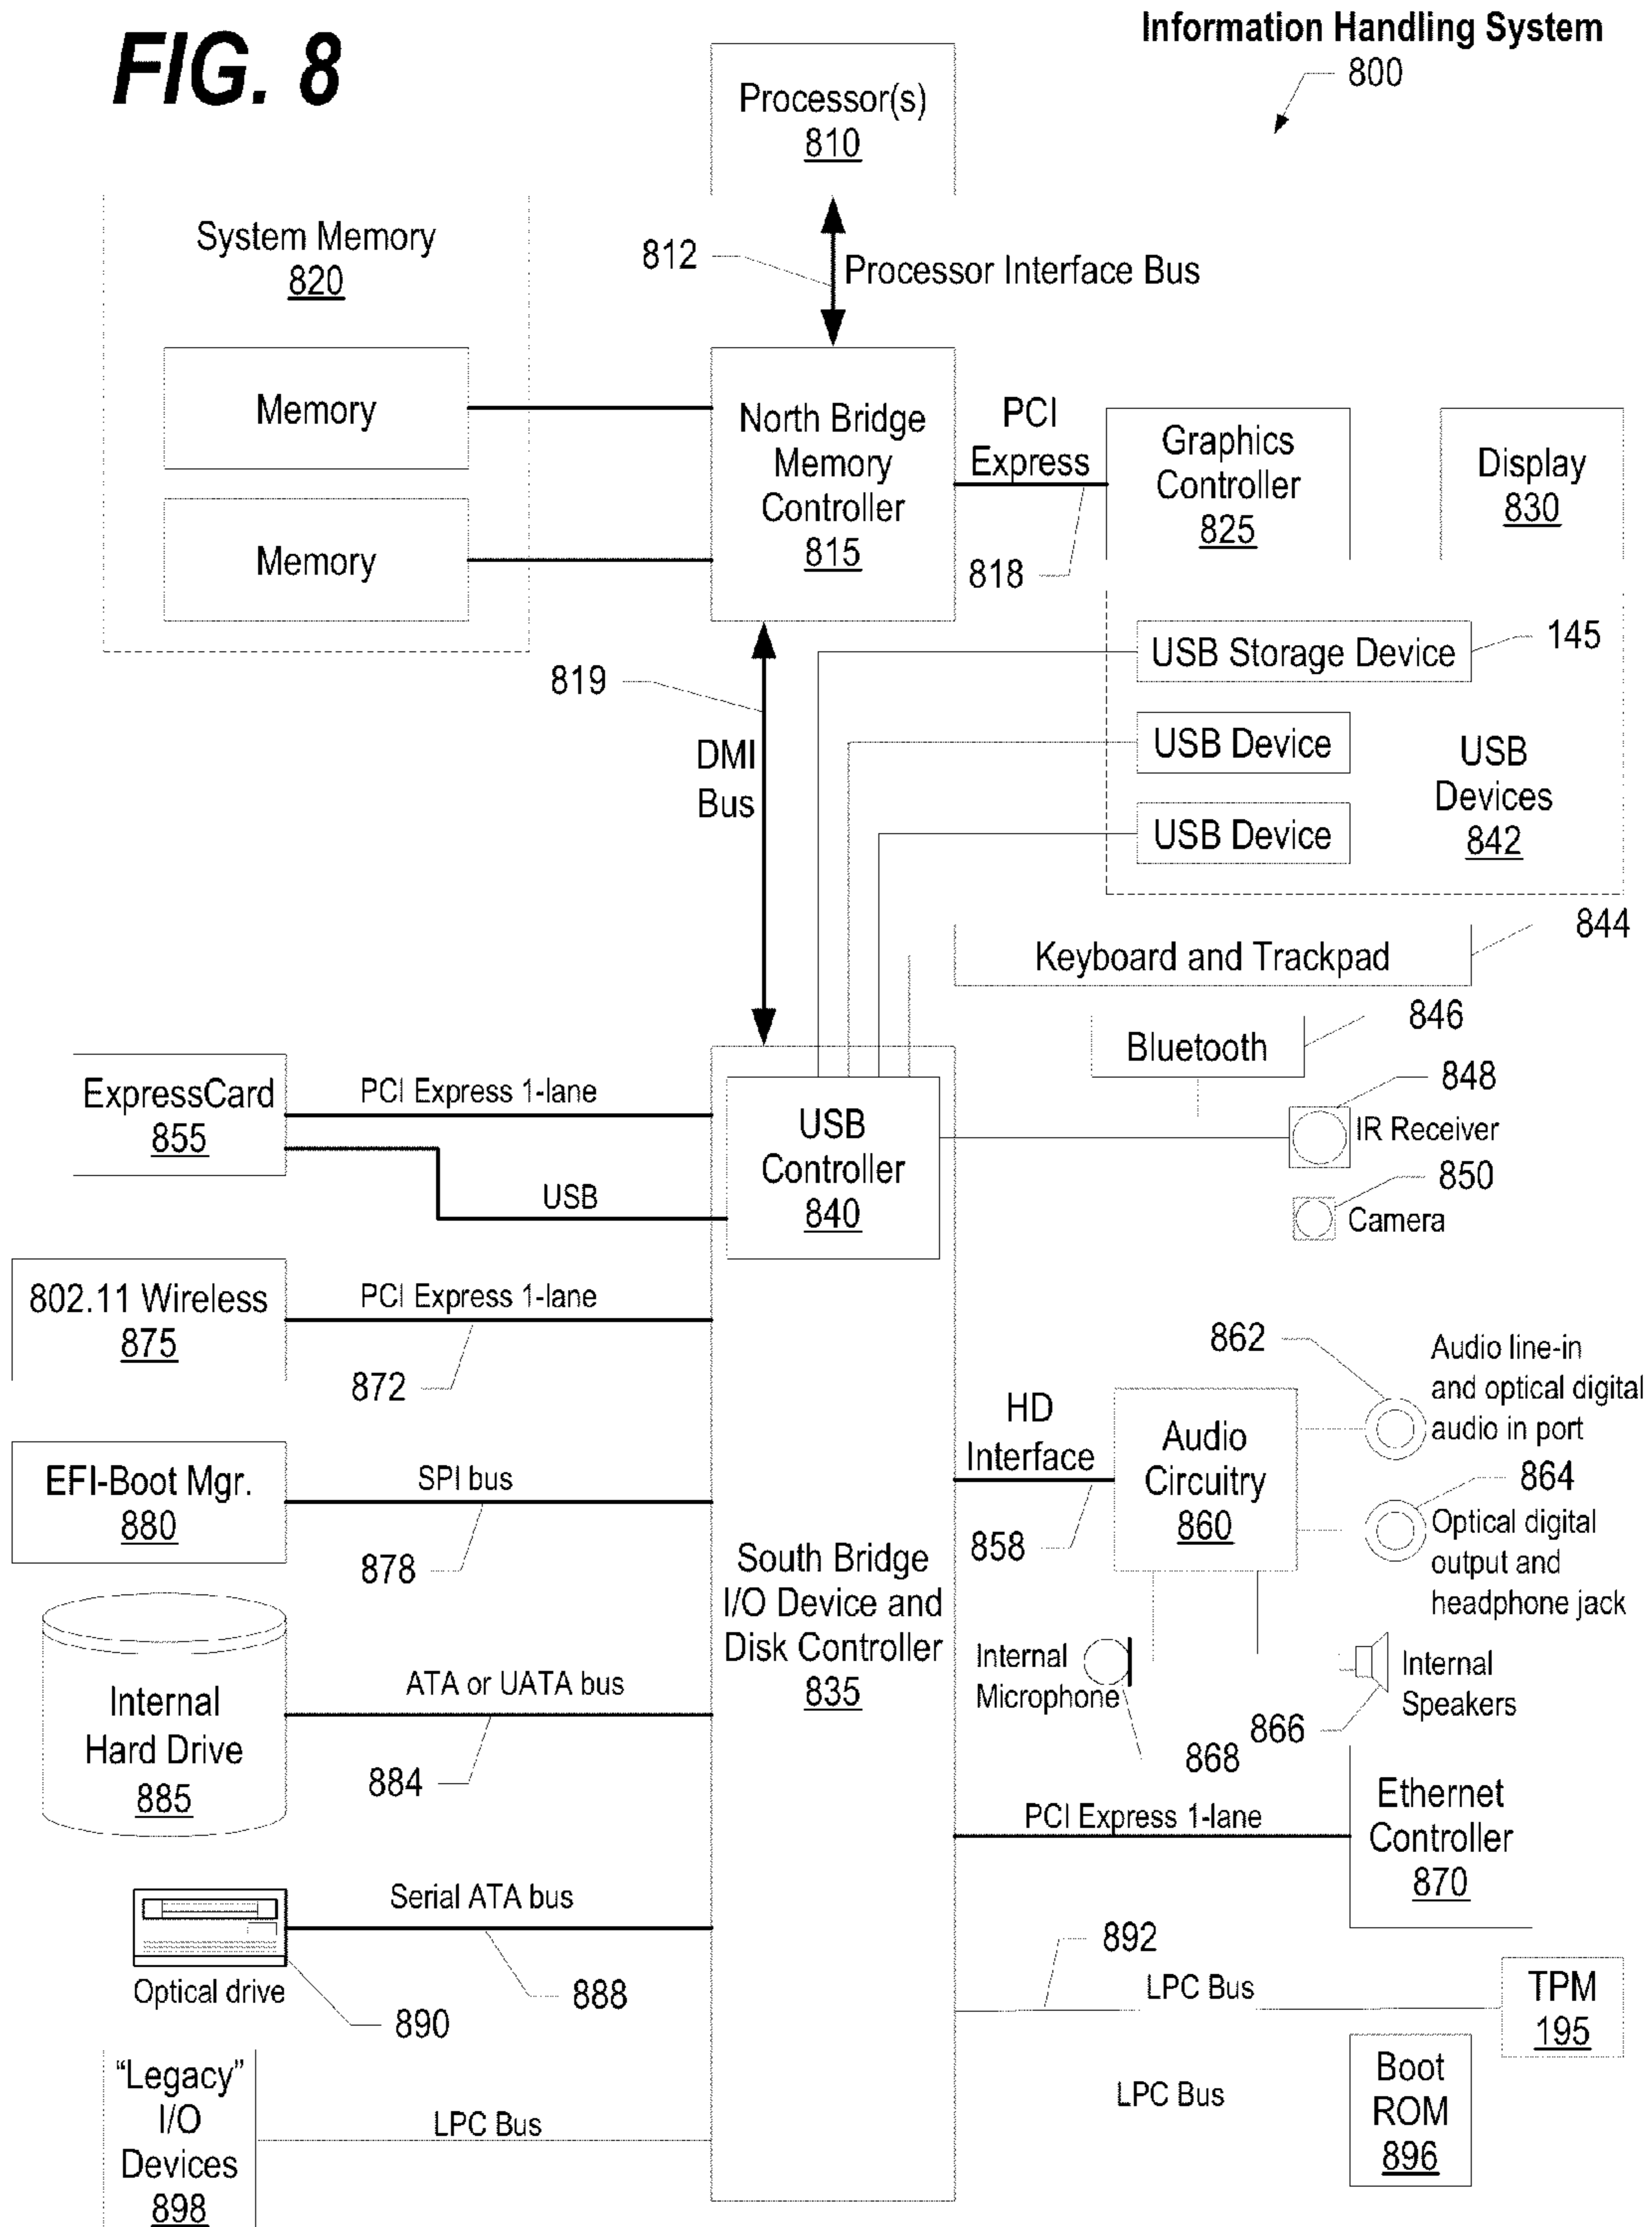 FIG. 8
Information Handling System
800
Processor(s)
810
System Memory
820
812
Processor Interface Bus
Memory
Memory
North Bridge
Memory
Controller
815
PCI
Express
818
Graphics
Controller
825
Display
830
USB Storage Device
145
USB Device
USB Device
USB
Devices
842
819
DMI
Bus
844
Keyboard and Trackpad
846
Bluetooth
848
IR Receiver
850
Camera
ExpressCard
855
PCI Express 1-lane
USB
USB
Controller
840
802.11 Wireless
875
PCI Express 1-lane
872
862
Audio line-in
and optical digital
audio in port
HD
Interface
858
Audio
Circuitry
860
864
Optical digital
output and
headphone jack
EFI-Boot Mgr.
880
SPI bus
878
South Bridge
I/O Device and
Disk Controller
835
Internal
Microphone
868
866
Internal
Speakers
Internal
Hard Drive
885
ATA or UATA bus
884
PCI Express 1-lane
Ethernet
Controller
870
Serial ATA bus
888
Optical drive
890
892
LPC Bus
TPM
195
LPC Bus
Boot
ROM
896
"Legacy"
I/O
Devices
898
LPC Bus